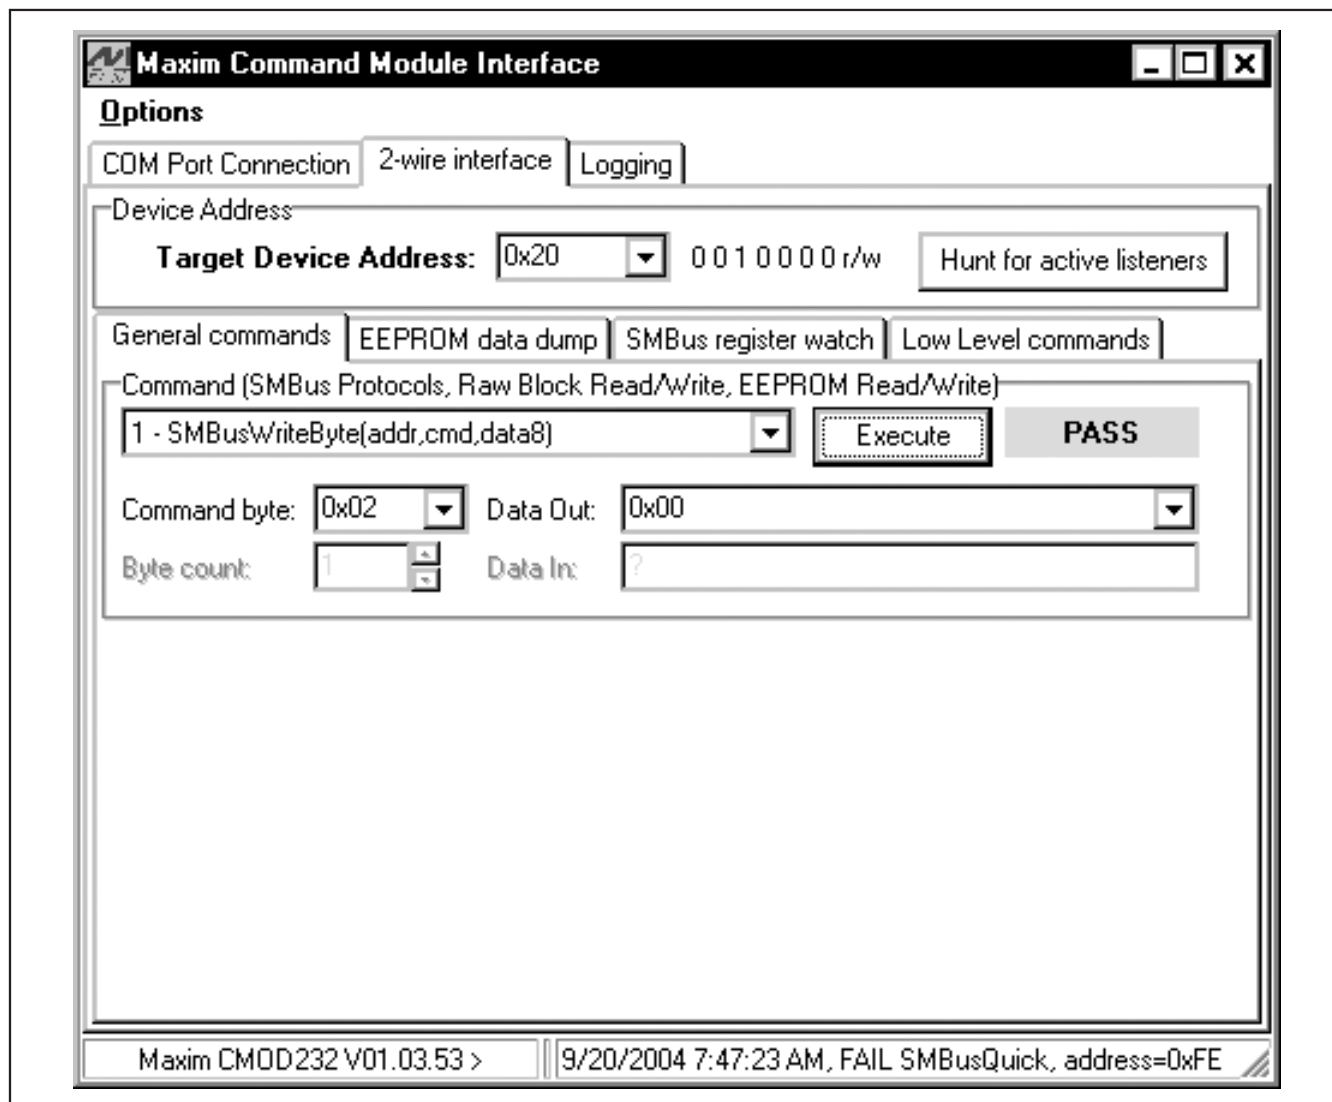 Maxim Command Module Interface
Options
COM Port Connection 2-wire interface Logging
Device Address
Target Device Address: 0x20 0 0 1 0 0 0 0 r/w Hunt for active listeners
General commands EEPROM data dump SMBus register watch Low Level commands
Command (SMBus Protocols, Raw Block Read/Write, EEPROM Read/Write)
1 - SMBusWriteByte(addr,cmd,data8) Execute PASS
Command byte: 0x02 Data Out: 0x00
Byte count: 1 Data In: ?
Maxim CMOD232 V01.03.53 > 9/20/2004 7:47:23 AM, FAIL SMBusQuick, address=0xFE